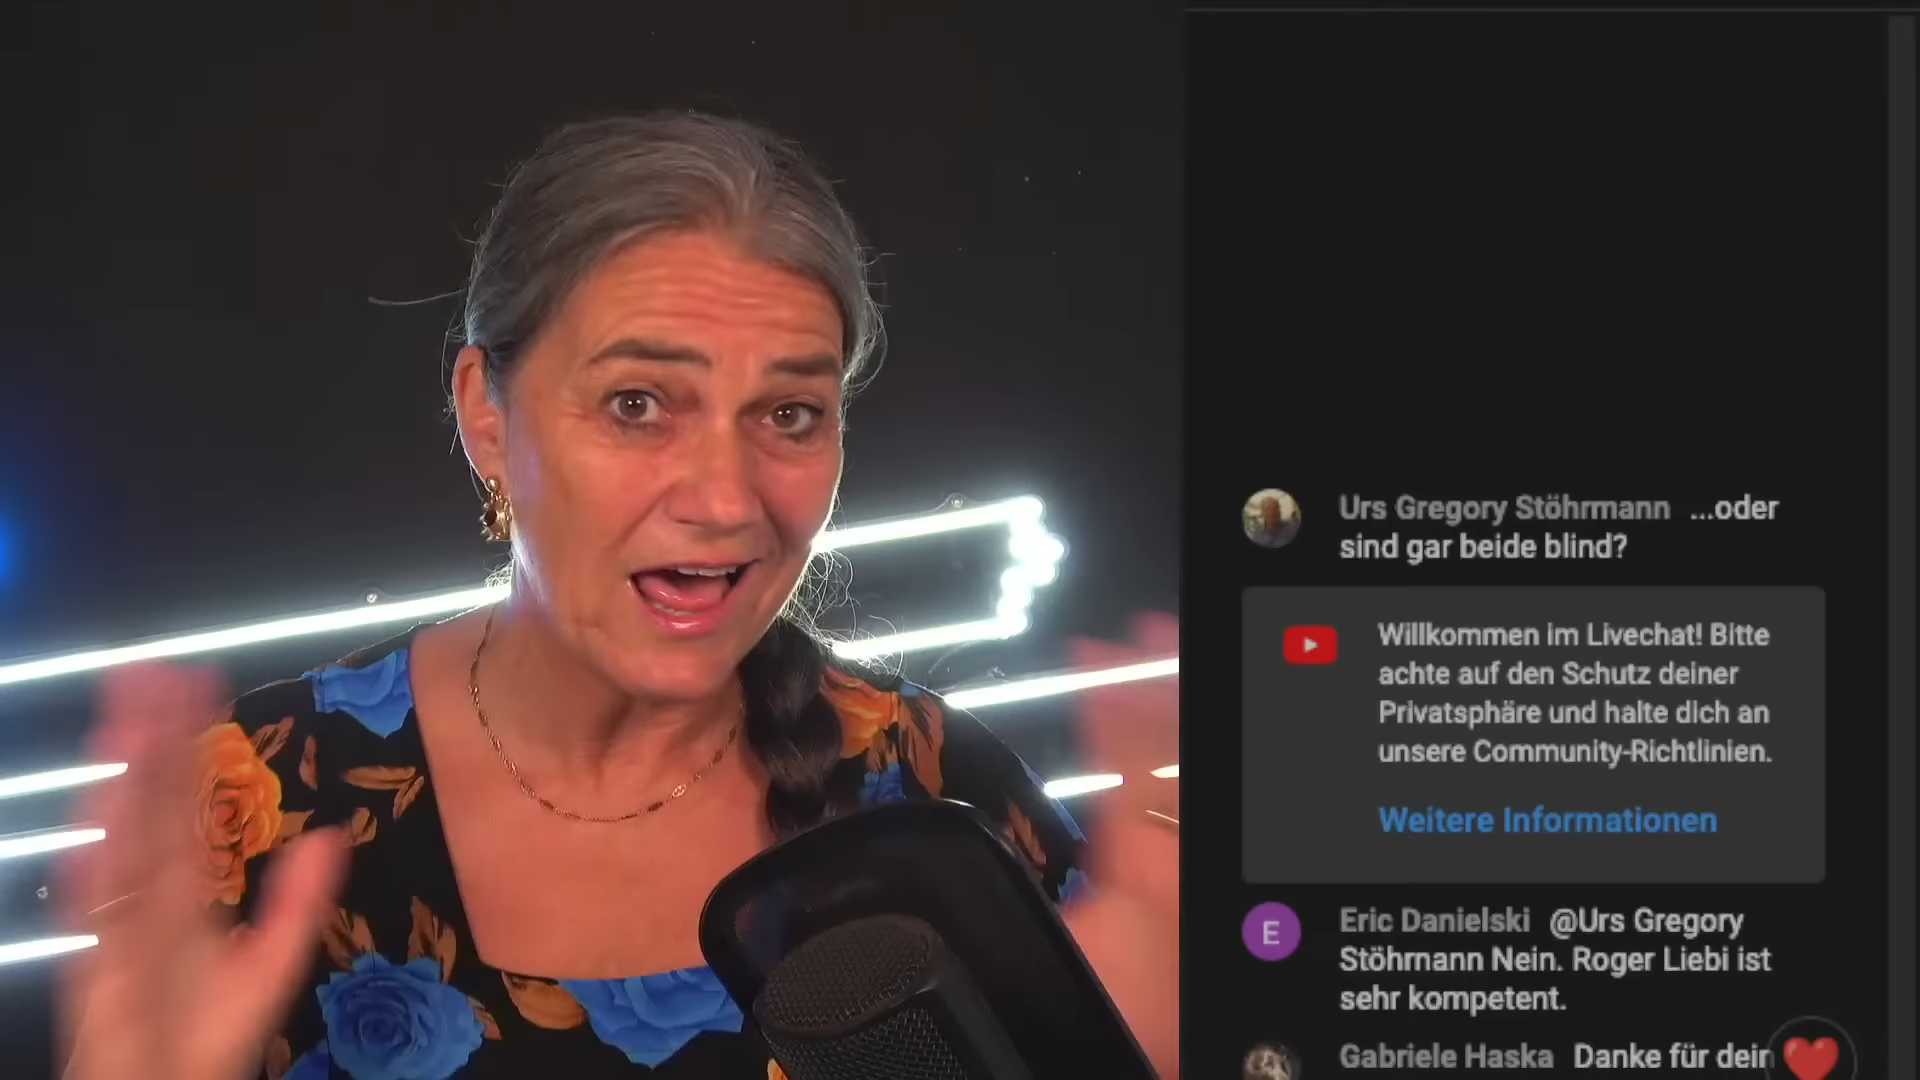 Urs Gregory Stöhrmann ...oder
sind gar beide blind?
Willkommen im Livechat! Bitte
achte auf den Schutz deiner
Privatsphäre und halte dich an
unsere Community-Richtlinien.
Weitere Informationen
E
Eric Danielski @Urs Gregory
Stöhrmann Nein. Roger Liebi ist
sehr kompetent.
Gabriele Haska Danke für dein